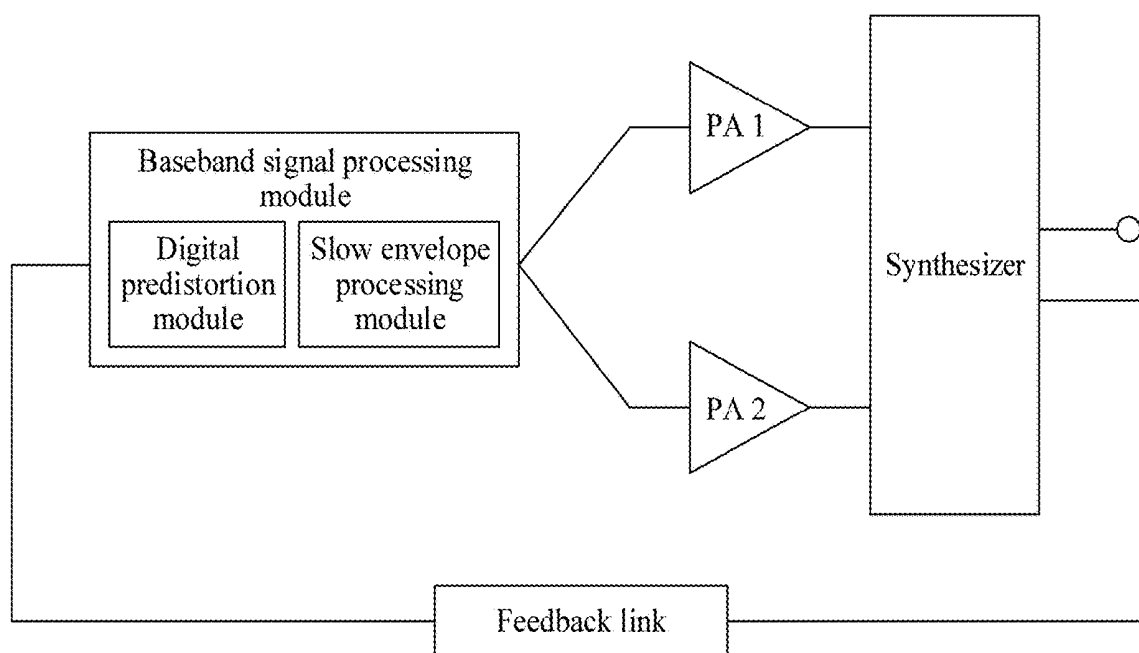 Baseband signal processing
module
Digital
predistortion
module
Slow envelope
processing
module
PA 1
PA 2
Synthesizer
Feedback link